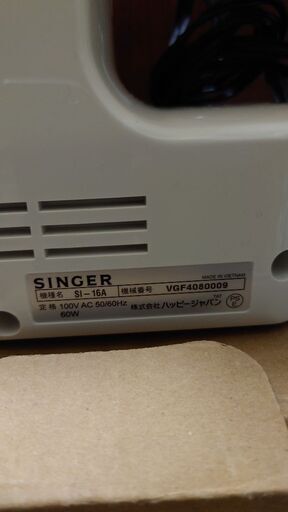 SINGER
MADE IN VIETNAM
機種名 SI-16A 機械番号 VGF4080009
定格 100V AC 50/60Hz 株式会社ハッピージャパン
60W